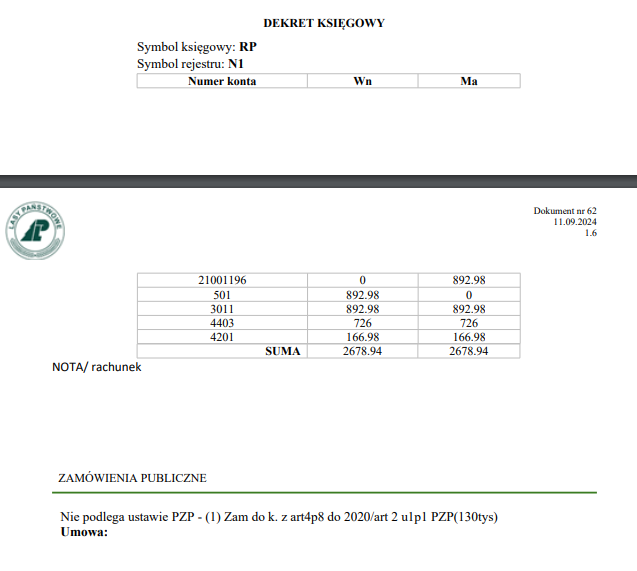 DEKRET KSIĘGOWY
Symbol księgowy: RP
Symbol rejestru: N1
Numer konta Wn Ma
LASY PAŃSTWOWE
Dokument nr 62
11.09.2024
1.6
21001196 0 892.98
501 892.98 0
3011 892.98 892.98
4403 726 726
4201 166.98 166.98
SUMA 2678.94 2678.94
NOTA/ rachunek
ZAMÓWIENIA PUBLICZNE
Nie podlega ustawie PZP - (1) Zam do k. z art4p8 do 2020/art 2 u1p1 PZP(130tys)
Umowa: